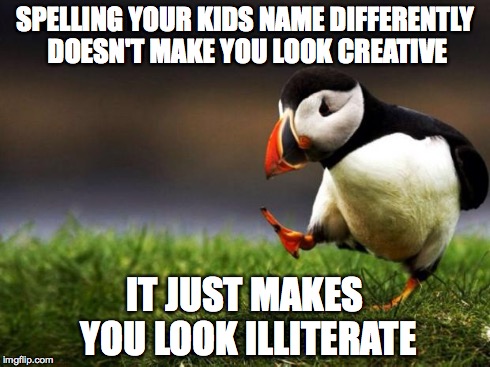 SPELLING YOUR KIDS NAME DIFFERENTLY
DOESN'T MAKE YOU LOOK CREATIVE
IT JUST MAKES
YOU LOOK ILLITERATE
imgflip.com